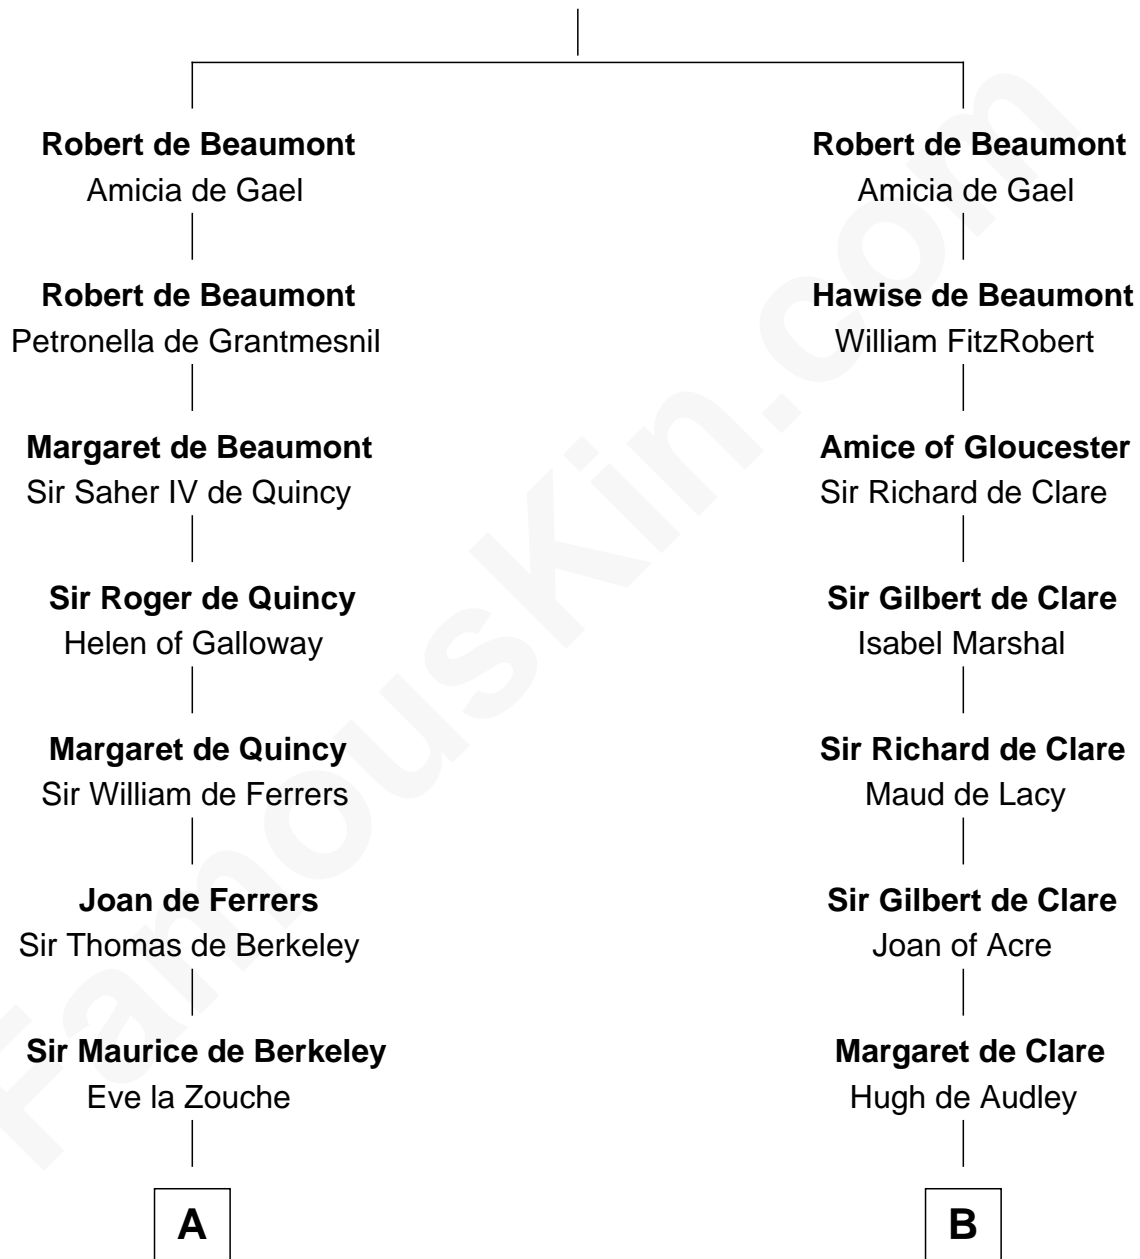 Robert de Beaumont
Amicia de Gael
Robert de Beaumont
Petronella de Grantmesnil
Margaret de Beaumont
Sir Saher IV de Quincy
Sir Roger de Quincy
Helen of Galloway
Margaret de Quincy
Sir William de Ferrers
Joan de Ferrers
Sir Thomas de Berkeley
Sir Maurice de Berkeley
Eve la Zouche
A
Robert de Beaumont
Amicia de Gael
Hawise de Beaumont
William FitzRobert
Amice of Gloucester
Sir Richard de Clare
Sir Gilbert de Clare
Isabel Marshal
Sir Richard de Clare
Maud de Lacy
Sir Gilbert de Clare
Joan of Acre
Margaret de Clare
Hugh de Audley
B
FamousKin.com